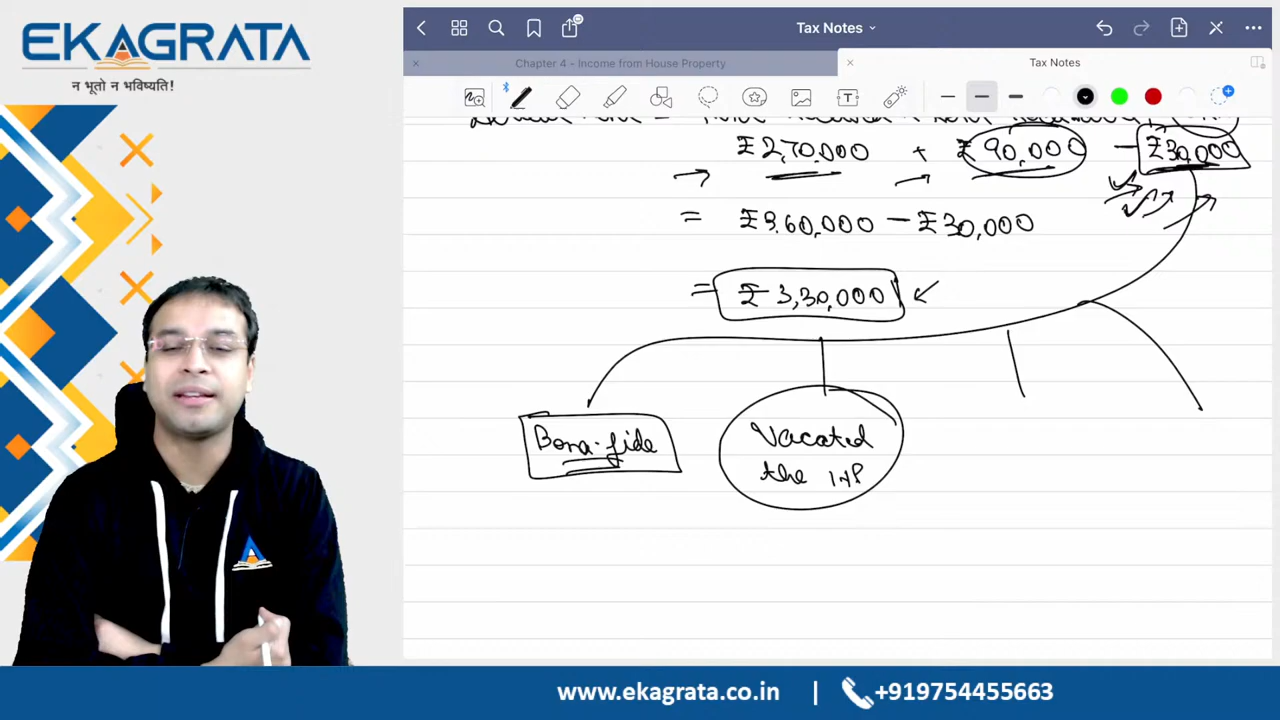 EKAGRATA
न भूतो न भविष्यति!
Tax Notes
Chapter 4 - Income from House Property
Tax Notes
₹2,70,000 + ₹90,000 - ₹30,000
= ₹3,60,000 - ₹30,000
= ₹3,30,000
Bona-fide
Vacated
the HP
www.ekagrata.co.in | +919754455663